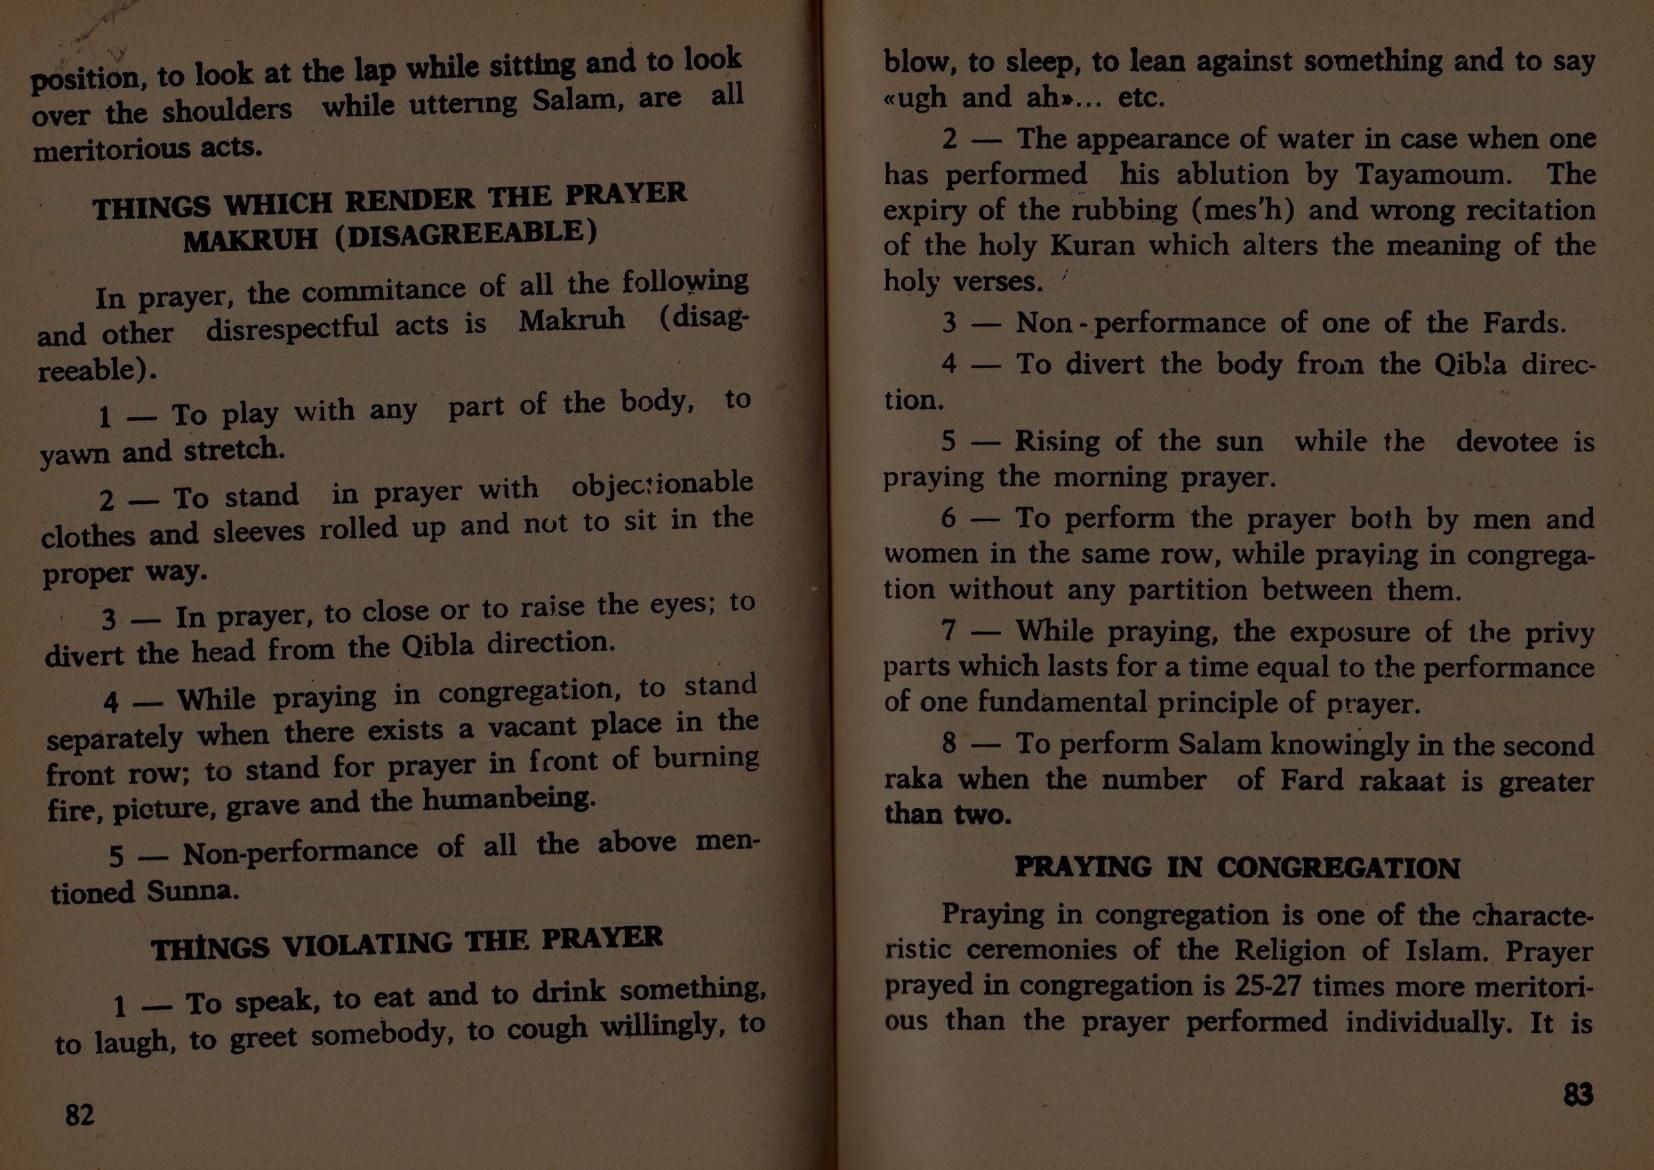 position, to look at the lap while sitting and to look
over the shoulders while uttering Salam, are all
meritorious acts.
THINGS WHICH RENDER THE PRAYER
MAKRUH (DISAGREEABLE)
In prayer, the commitance of all the following
and other disrespectful acts is Makruh (disag-
reeable).
1 — To play with any part of the body, to
yawn and stretch.
2 — To stand in prayer with objectionable
clothes and sleeves rolled up and not to sit in the
proper way.
3 — In prayer, to close or to raise the eyes; to
divert the head from the Qibla direction.
4 — While praying in congregation, to stand
separately when there exists a vacant place in the
front row; to stand for prayer in front of burning
fire, picture, grave and the humanbeing.
5 — Non-performance of all the above men-
tioned Sunna.
THİNGS VIOLATING THE PRAYER
1 — To speak, to eat and to drink something,
to laugh, to greet somebody, to cough willingly, to
82
blow, to sleep, to lean against something and to say
«ugh and ah»... etc.
2 — The appearance of water in case when one
has performed his ablution by Tayamoum. The
expiry of the rubbing (mes'h) and wrong recitation
of the holy Kuran which alters the meaning of the
holy verses.
3 — Non-performance of one of the Fards.
4 — To divert the body from the Qibla direc-
tion.
5 — Rising of the sun while the devotee is
praying the morning prayer.
6 — To perform the prayer both by men and
women in the same row, while praying in congrega-
tion without any partition between them.
7 — While praying, the exposure of the privy
parts which lasts for a time equal to the performance
of one fundamental principle of prayer.
8 — To perform Salam knowingly in the second
raka when the number of Fard rakaat is greater
than two.
PRAYING IN CONGREGATION
Praying in congregation is one of the characte-
ristic ceremonies of the Religion of Islam. Prayer
prayed in congregation is 25-27 times more meritori-
ous than the prayer performed individually. It is
83